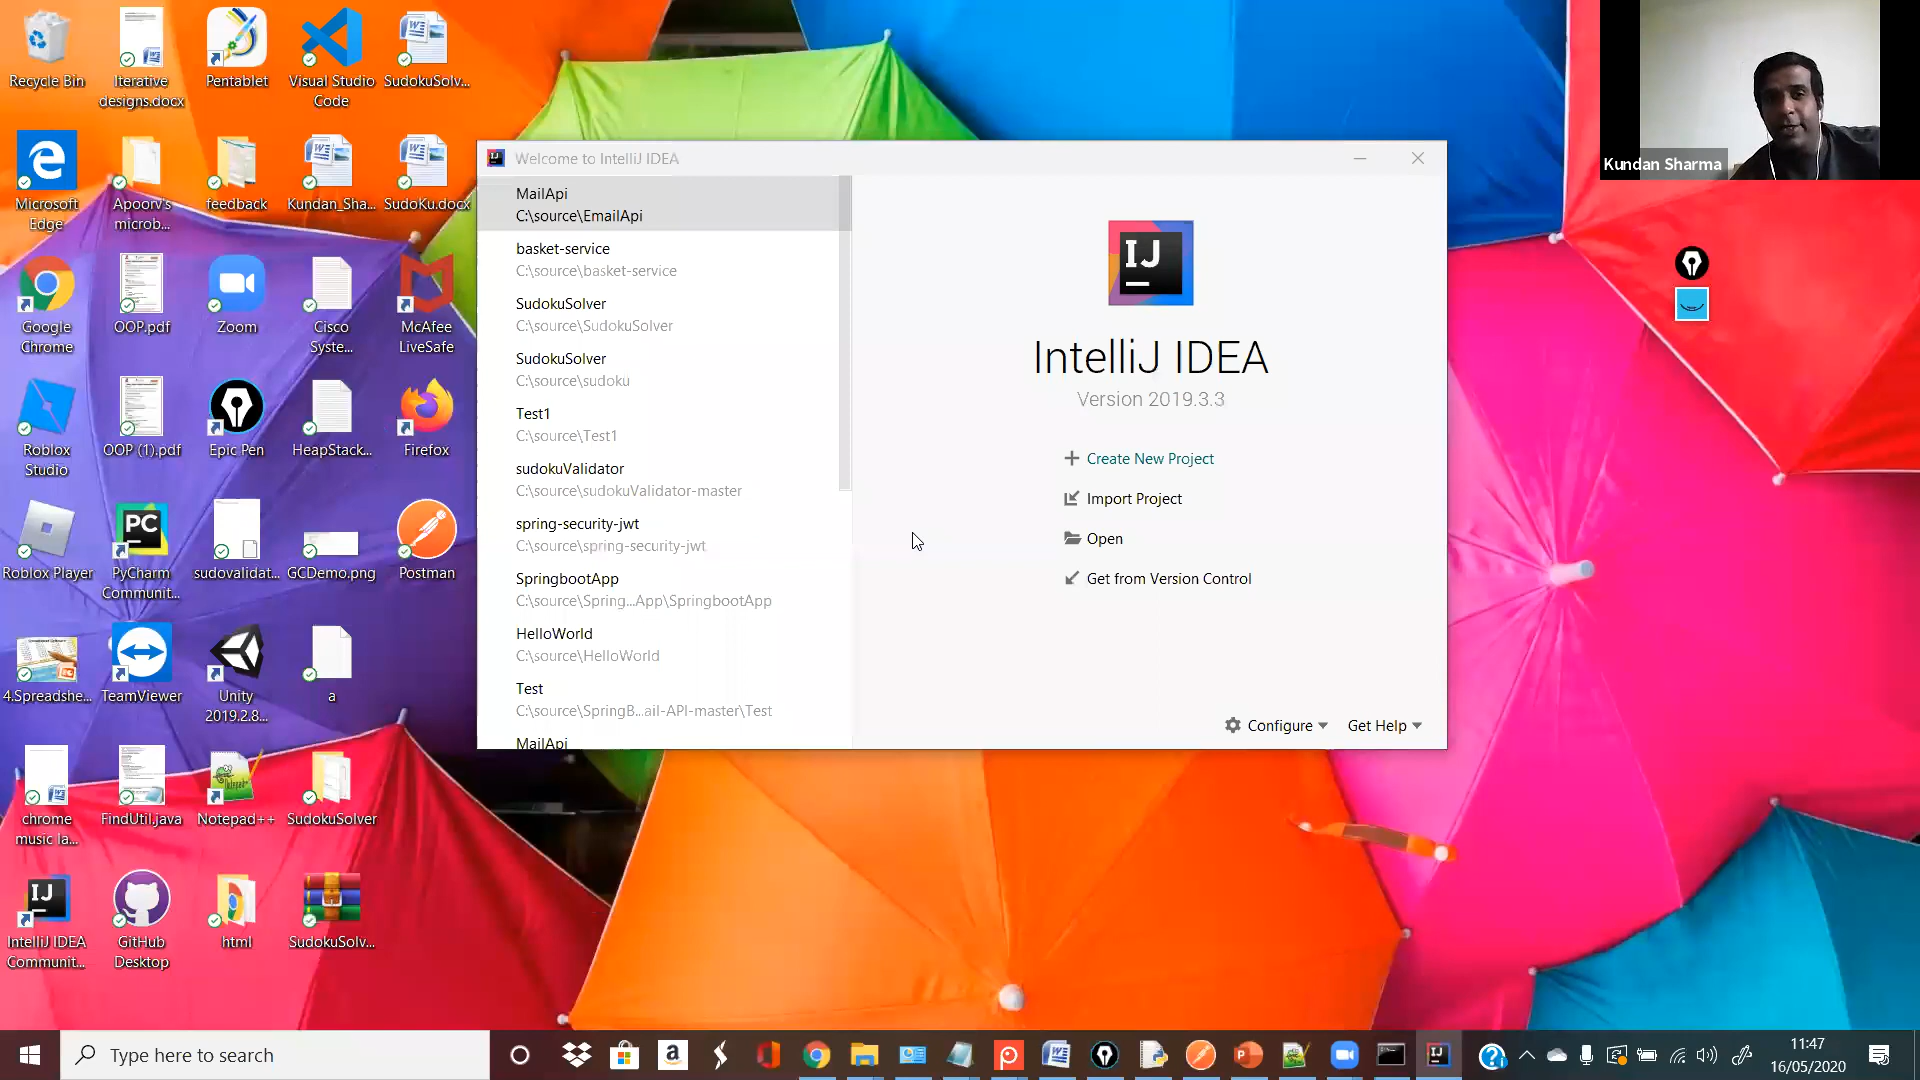 Recycle Bin
Iterative
designs.docx
Pentablet
Visual Studio
Code
SudokuSolv...
Microsoft
Edge
Apoorv's
microb...
feedback
Kundan_Sha...
SudoKu.docx
Google
Chrome
OOP.pdf
Zoom
Cisco
Syste...
McAfee
LiveSafe
Roblox
Studio
OOP (1).pdf
Epic Pen
HeapStack...
Firefox
Roblox Player
PyCharm
Communit...
sudovalidat...
GCDemo.png
Postman
4.Spreadshe...
TeamViewer
Unity
2019.2.8...
a
chrome
music la...
FindUtil.java
Notepad++
SudokuSolver
IntelliJ IDEA
Communit...
GitHub
Desktop
html
SudokuSolv...
Welcome to IntelliJ IDEA
MailApi
C:\source\EmailApi
basket-service
C:\source\basket-service
SudokuSolver
C:\source\SudokuSolver
SudokuSolver
C:\source\sudoku
Test1
C:\source\Test1
sudokuValidator
C:\source\sudokuValidator-master
spring-security-jwt
C:\source\spring-security-jwt
SpringbootApp
C:\source\Spring...App\SpringbootApp
HelloWorld
C:\source\HelloWorld
Test
C:\source\SpringB...ail-API-master\Test
MailApi
IJ
IntelliJ IDEA
Version 2019.3.3
Create New Project
Import Project
Open
Get from Version Control
Configure
Get Help
Kundan Sharma
Type here to search
11:47
16/05/2020